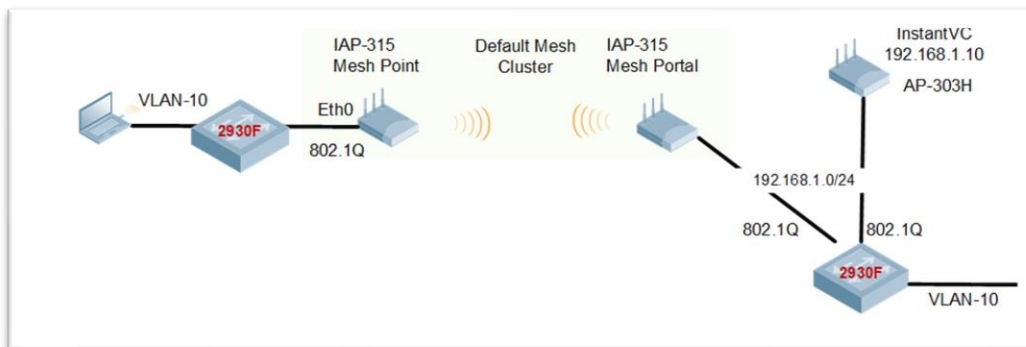 IAP-315
Mesh Point
Default Mesh
Cluster
IAP-315
Mesh Portal
InstantVC
192.168.1.10
AP-303H
VLAN-10
2930F
Eth0
802.1Q
192.168.1.0/24
802.1Q
802.1Q
2930F
VLAN-10